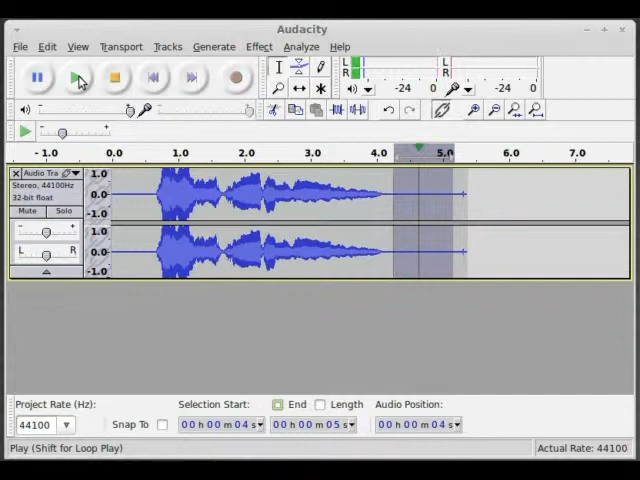 Audacity
File Edit View Transport Tracks Generate Effect Analyze Help
L R -24 0 L R -24 0
- 1.0 0.0 1.0 2.0 3.0 4.0 5.0 6.0 7.0
X Audio Tra
Stereo, 44100Hz
32-bit float
Mute Solo
- +
L R
1.0
0.0
-1.0
1.0
0.0
-1.0
Project Rate (Hz): Selection Start: End Length Audio Position:
44100 Snap To 00 h 00 m 04 s 00 h 00 m 05 s 00 h 00 m 04 s
Play (Shift for Loop Play) Actual Rate: 44100